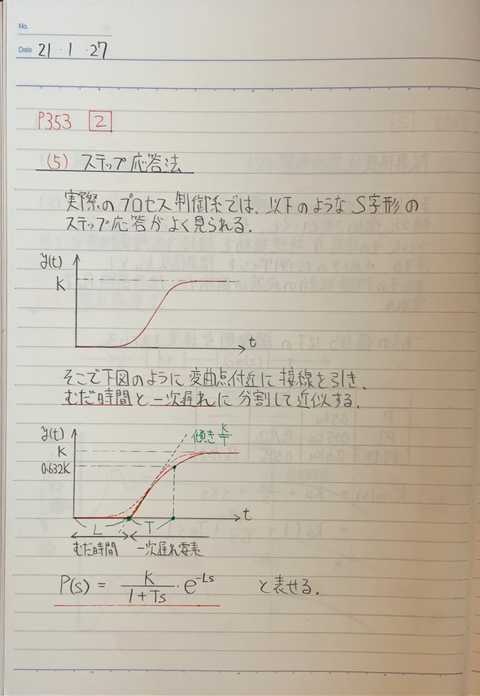 No.
Date 21・1・27
P353 2
(5) ステップ応答法
実際のプロセス制御系では、以下のような S字形の
ステップ応答がよく見られる.
y(t)
K
t
そこで下図のように変曲点付近に接線を引き、
むだ時間と一次遅れに分割して近似する.
y(t)
傾き K/T
K
0.632K
t
L T
むだ時間 一次遅れ要素
P(s) = K/(1+Ts) · e^{-Ls} と表せる.